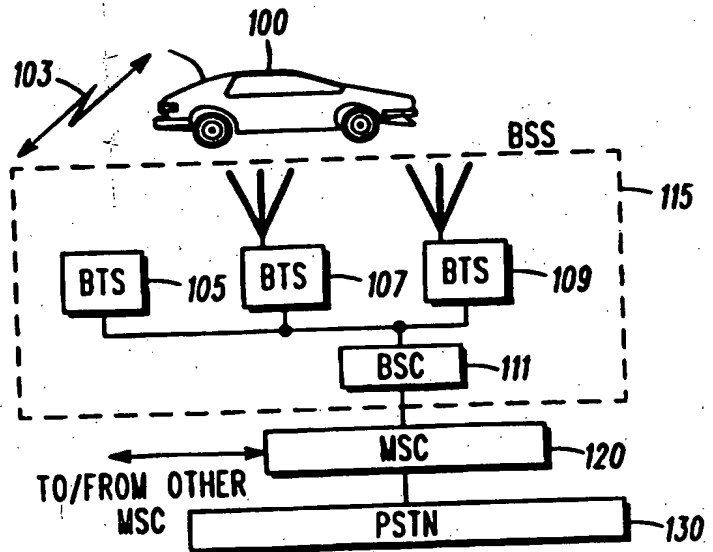 100
103
BSS
115
BTS 105 BTS 107 BTS 109
BSC 111
MSC 120
TO/FROM OTHER
MSC
PSTN 130